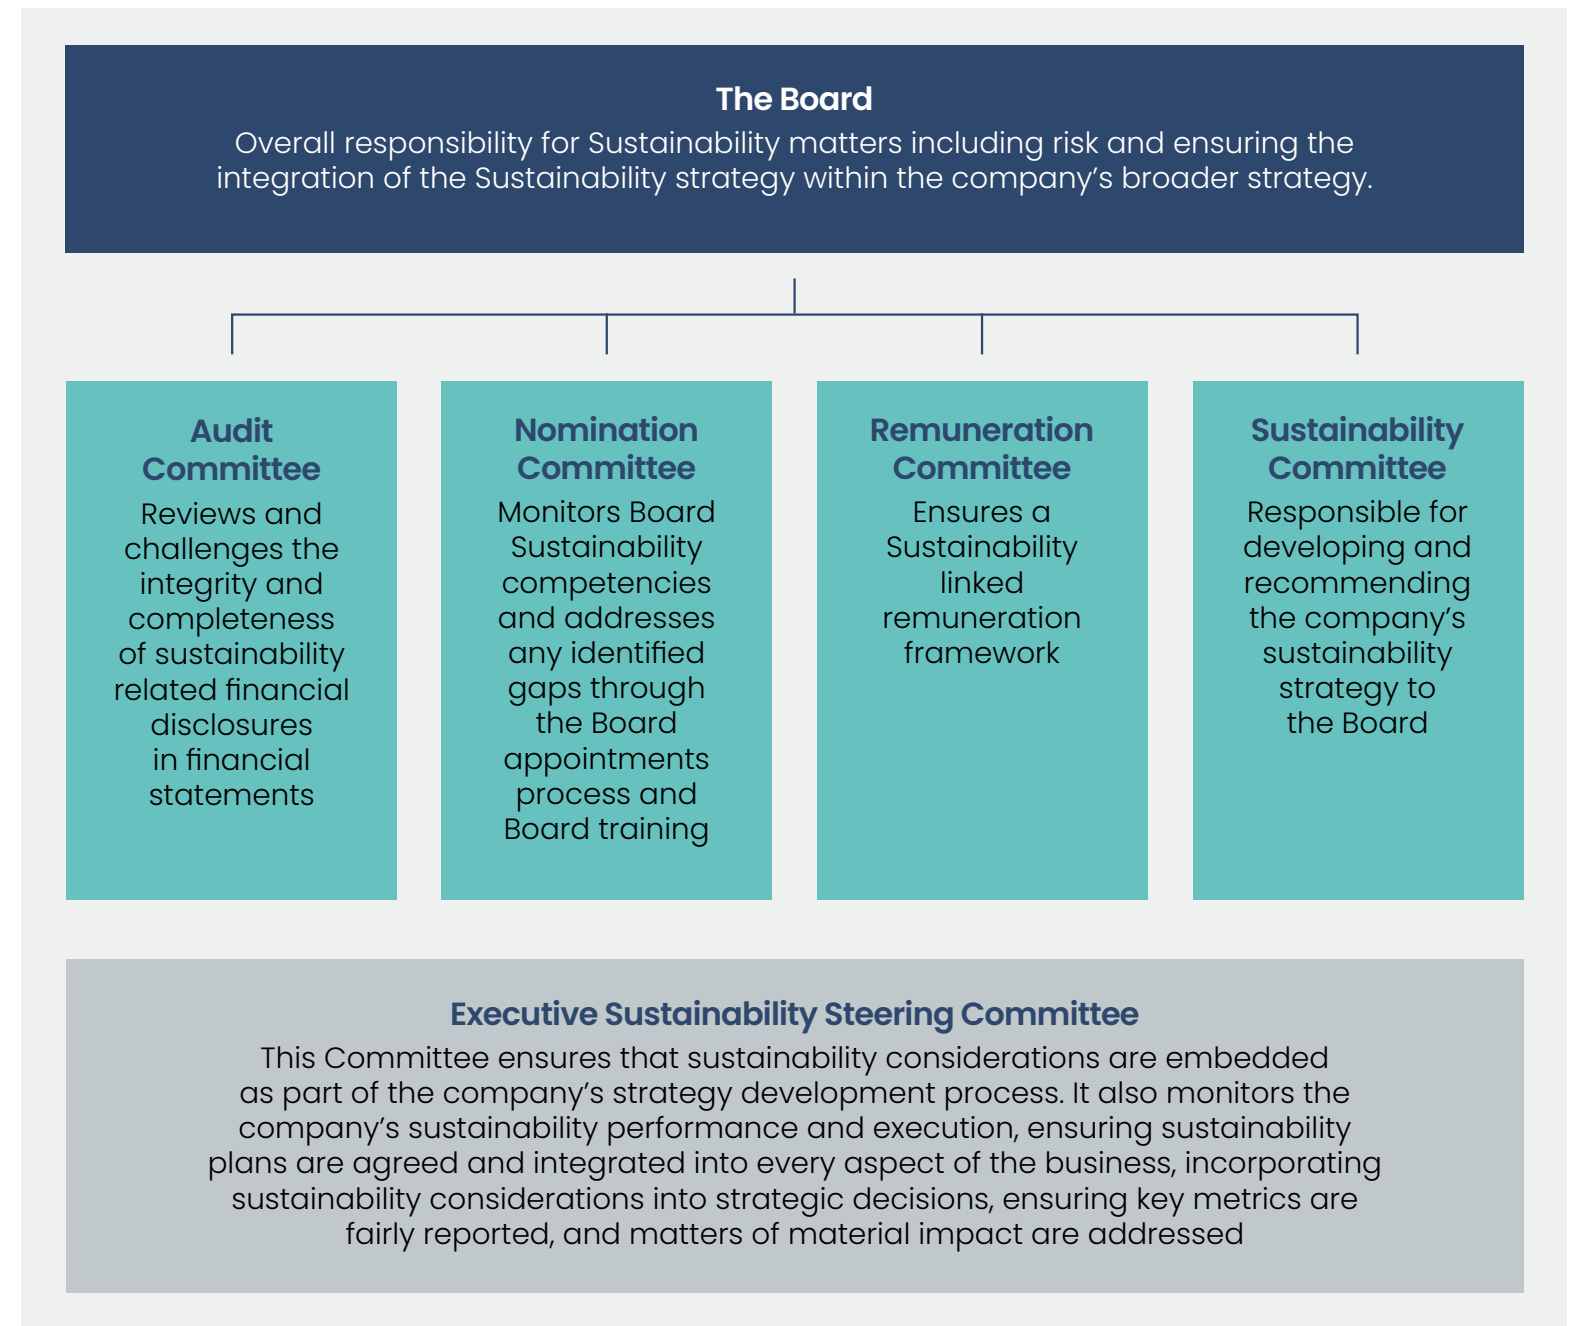 The Board
Overall responsibility for Sustainability matters including risk and ensuring the
integration of the Sustainability strategy within the company’s broader strategy.
Audit
Committee
Reviews and
challenges the
integrity and
completeness
of sustainability
related financial
disclosures
in financial
statements
Nomination
Committee
Monitors Board
Sustainability
competencies
and addresses
any identified
gaps through
the Board
appointments
process and
Board training
Remuneration
Committee
Ensures a
Sustainability
linked
remuneration
framework
Sustainability
Committee
Responsible for
developing and
recommending
the company’s
sustainability
strategy to
the Board
Executive Sustainability Steering Committee
This Committee ensures that sustainability considerations are embedded
as part of the company’s strategy development process. It also monitors the
company’s sustainability performance and execution, ensuring sustainability
plans are agreed and integrated into every aspect of the business, incorporating
sustainability considerations into strategic decisions, ensuring key metrics are
fairly reported, and matters of material impact are addressed